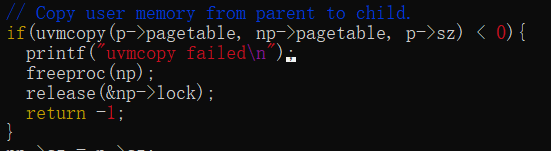 // Copy user memory from parent to child.
if(uvmcopy(p->pagetable, np->pagetable, p->sz) < 0){
  printf("uvmcopy failed\n");
  freeproc(np);
  release(&np->lock);
  return -1;
}